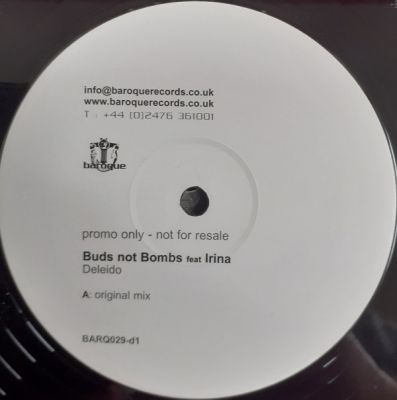 info@baroquerecords.co.uk
www.baroquerecords.co.uk
T . +44 [0]2476 361001
baroque
promo only - not for resale
Buds not Bombs feat Irina
Deleido
A: original mix
BARQ029-d1